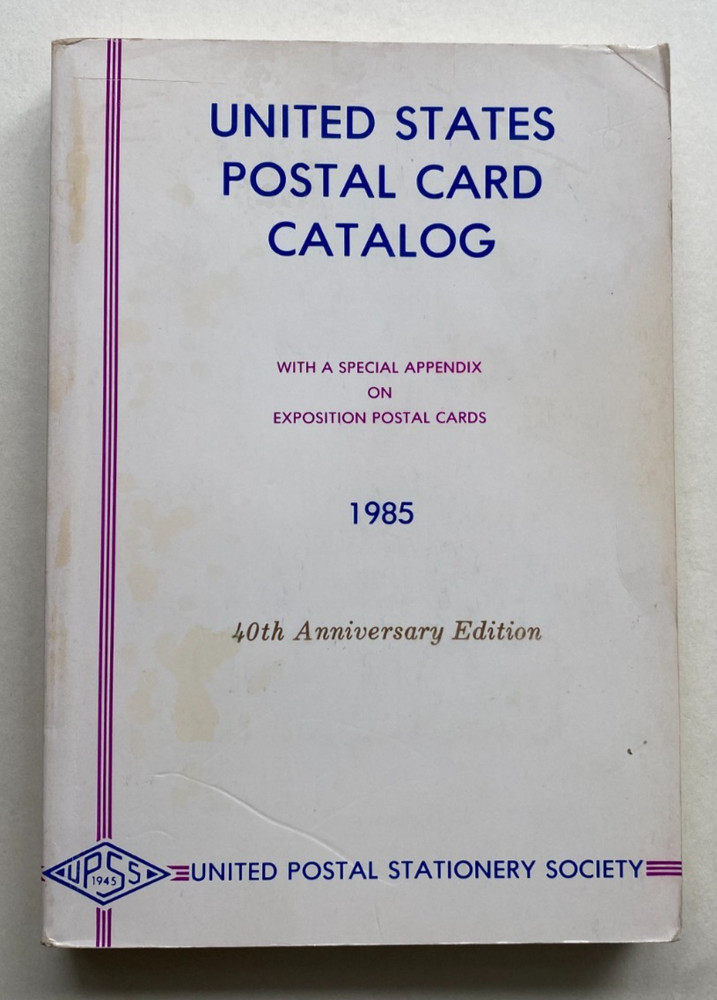 UNITED STATES
POSTAL CARD
CATALOG
WITH A SPECIAL APPENDIX
ON
EXPOSITION POSTAL CARDS
1985
40th Anniversary Edition
UPSS
1945
UNITED POSTAL STATIONERY SOCIETY